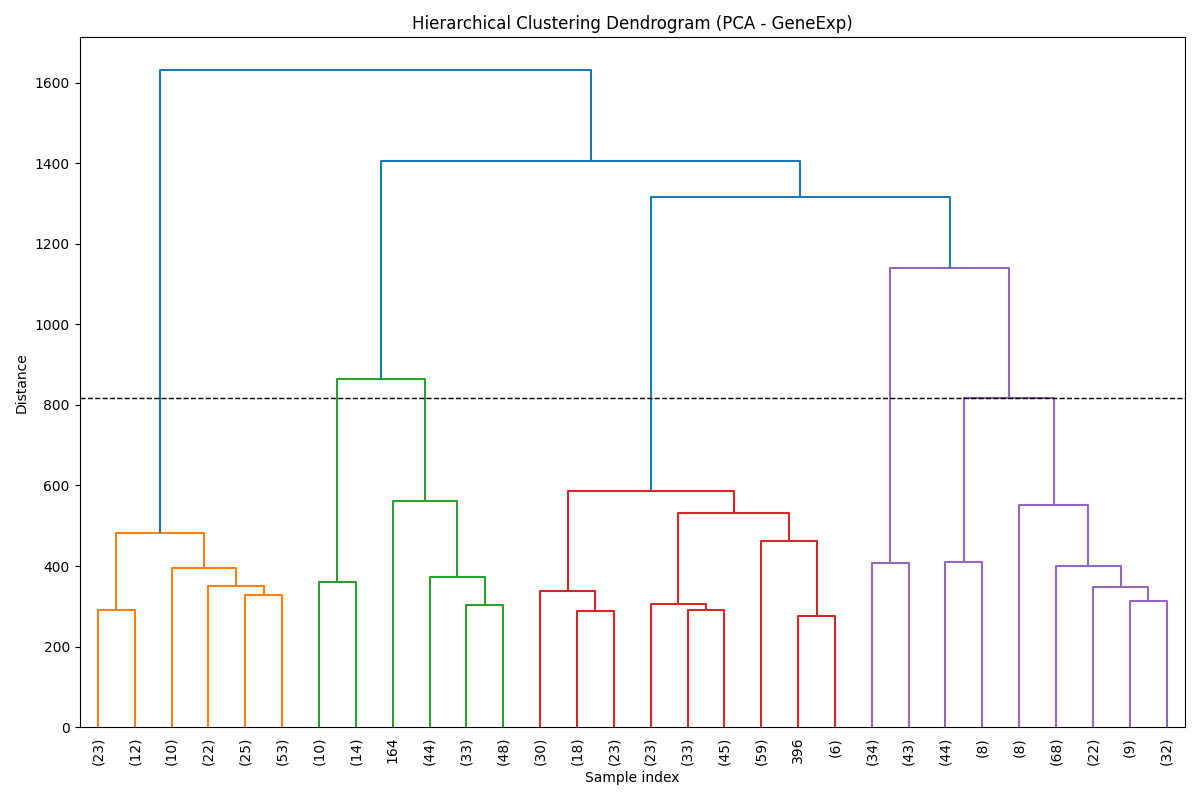 Hierarchical Clustering Dendrogram (PCA - GeneExp)
1600
1400
1200
1000
800
600
400
200
0
Distance
(23) (12) (10) (22) (25) (53) (10) (14) 164 (44) (33) (48) (30) (18) (23) (23) (33) (45) (59) 396 (6) (34) (43) (44) (8) (8) (68) (22) (9) (32)
Sample index